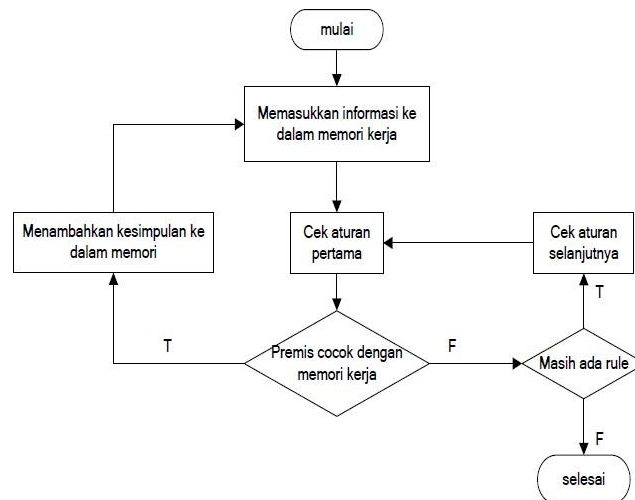 mulai
Memasukkan informasi ke
dalam memori kerja
Menambahkan kesimpulan ke
dalam memori
Cek aturan
pertama
Cek aturan
selanjutnya
T
T
Premis cocok dengan
memori kerja
F
Masih ada rule
F
selesai